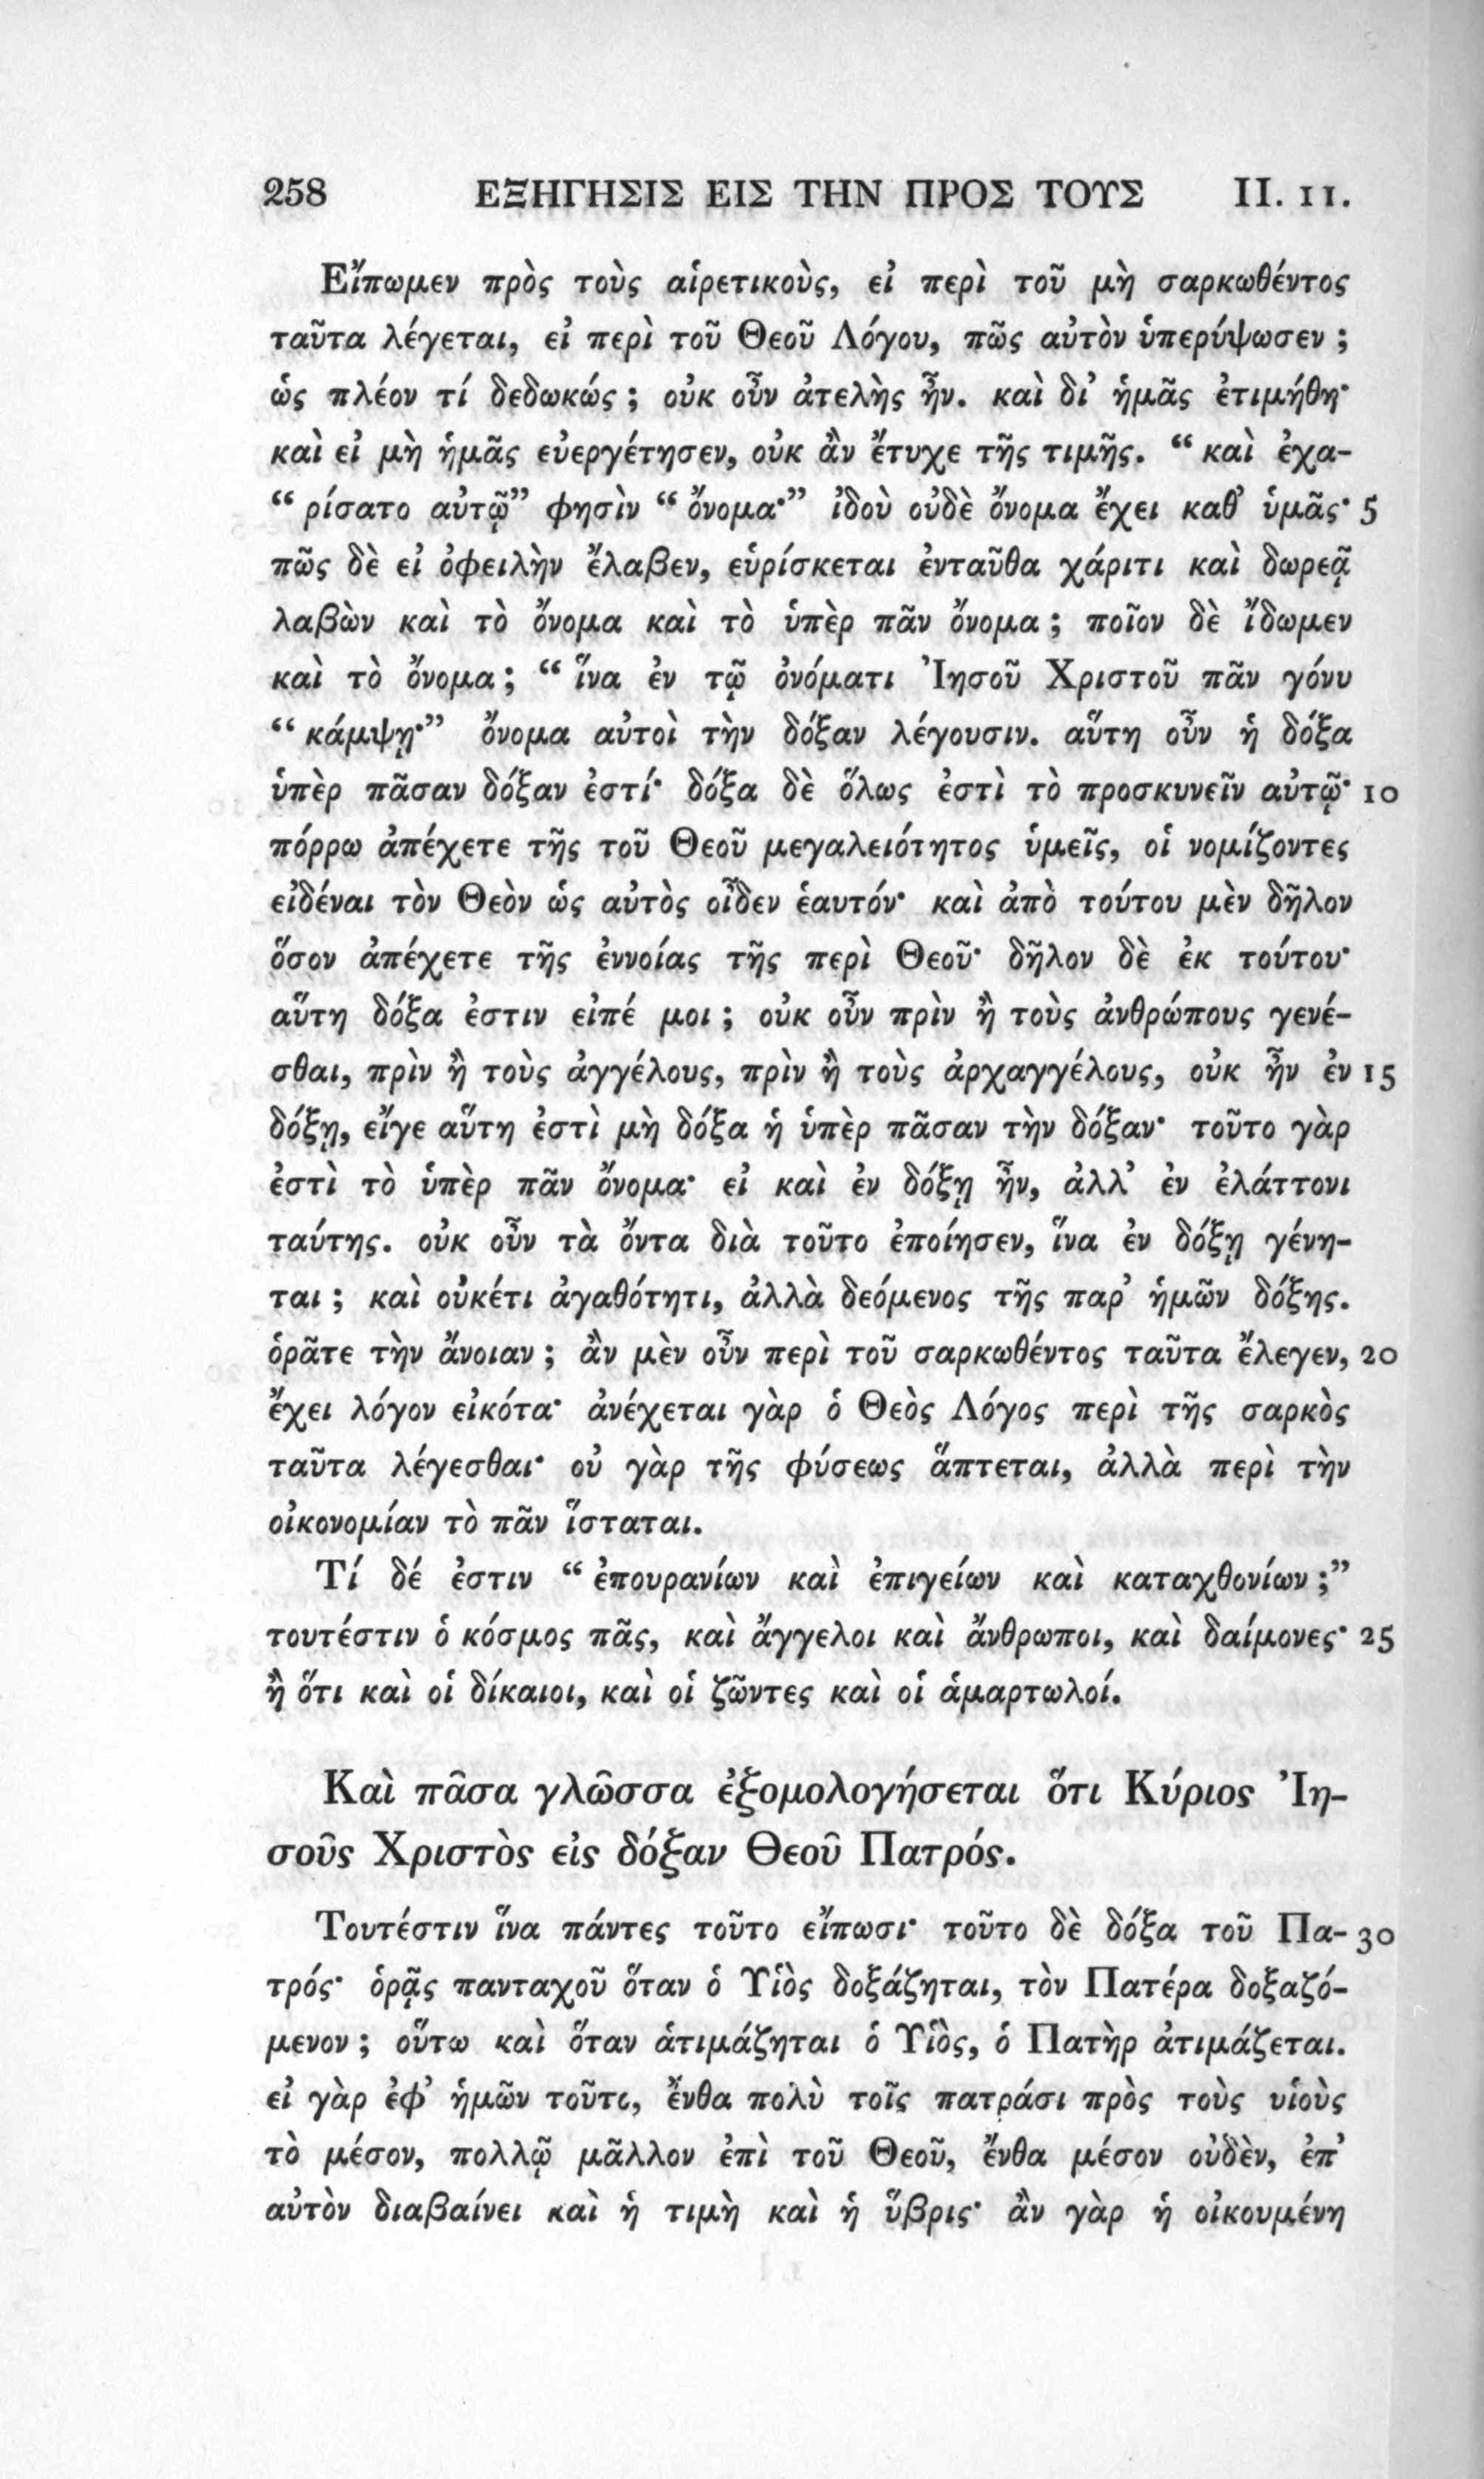 258 ΕΞΗΓΗΣΙΣ ΕΙΣ ΤΗΝ ΠΡΟΣ ΤΟΥΣ II. 11.
Εἴπωμεν πρὸς τοὺς αἱρετικοὺς, εἰ περὶ τοῦ μὴ σαρκωθέντος
ταῦτα λέγεται, εἰ περὶ τοῦ Θεοῦ Λόγου, πῶς αὐτὸν ὑπερύψωσεν ;
ὡς πλέον τί δεδωκώς ; οὐκ οὖν ἀτελὴς ἦν. καὶ δι’ ἡμᾶς ἐτιμήθη·
καὶ εἰ μὴ ἡμᾶς εὐεργέτησεν, οὐκ ἂν ἔτυχε τῆς τιμῆς. “ καὶ ἐχα-
“ ρίσατο αὐτῷ” φησὶν “ ὄνομα·” ἰδοὺ οὐδὲ ὄνομα ἔχει καθ’ ὑμᾶς· 5
πῶς δὲ εἰ ὀφειλὴν ἔλαβεν, εὑρίσκεται ἐνταῦθα χάριτι καὶ δωρεᾷ
λαβὼν καὶ τὸ ὄνομα καὶ τὸ ὑπὲρ πᾶν ὄνομα ; ποῖον δὲ ἴδωμεν
καὶ τὸ ὄνομα ; “ ἵνα ἐν τῷ ὀνόματι Ἰησοῦ Χριστοῦ πᾶν γόνυ
“ κάμψῃ·” ὄνομα αὐτοὶ τὴν δόξαν λέγουσιν. αὕτη οὖν ἡ δόξα
ὑπὲρ πᾶσαν δόξαν ἐστί· δόξα δὲ ὅλως ἐστὶ τὸ προσκυνεῖν αὐτῷ· 10
πόρρω ἀπέχετε τῆς τοῦ Θεοῦ μεγαλειότητος ὑμεῖς, οἱ νομίζοντες
εἰδέναι τὸν Θεὸν ὡς αὐτὸς οἶδεν ἑαυτόν· καὶ ἀπὸ τούτου μὲν δῆλον
ὅσον ἀπέχετε τῆς ἐννοίας τῆς περὶ Θεοῦ· δῆλον δὲ ἐκ τούτου·
αὕτη δόξα ἐστιν εἰπέ μοι ; οὐκ οὖν πρὶν ἢ τοὺς ἀνθρώπους γενέ-
σθαι, πρὶν ἢ τοὺς ἀγγέλους, πρὶν ἢ τοὺς ἀρχαγγέλους, οὐκ ἦν ἐν 15
δόξῃ, εἴγε αὕτη ἐστὶ μὴ δόξα ἡ ὑπὲρ πᾶσαν τὴν δόξαν· τοῦτο γὰρ
ἐστὶ τὸ ὑπὲρ πᾶν ὄνομα· εἰ καὶ ἐν δόξῃ ἦν, ἀλλ’ ἐν ἐλάττονι
ταύτης. οὐκ οὖν τὰ ὄντα διὰ τοῦτο ἐποίησεν, ἵνα ἐν δόξῃ γένη-
ται ; καὶ οὐκέτι ἀγαθότητι, ἀλλὰ δεόμενος τῆς παρ’ ἡμῶν δόξης.
ὁρᾶτε τὴν ἄνοιαν ; ἂν μὲν οὖν περὶ τοῦ σαρκωθέντος ταῦτα ἔλεγεν, 20
ἔχει λόγον εἰκότα· ἀνέχεται γὰρ ὁ Θεὸς Λόγος περὶ τῆς σαρκὸς
ταῦτα λέγεσθαι· οὐ γὰρ τῆς φύσεως ἅπτεται, ἀλλὰ περὶ τὴν
οἰκονομίαν τὸ πᾶν ἵσταται.
Τί δέ ἐστιν “ ἐπουρανίων καὶ ἐπιγείων καὶ καταχθονίων ;”
τουτέστιν ὁ κόσμος πᾶς, καὶ ἄγγελοι καὶ ἄνθρωποι, καὶ δαίμονες· 25
ἢ ὅτι καὶ οἱ δίκαιοι, καὶ οἱ ζῶντες καὶ οἱ ἁμαρτωλοί.
Καὶ πᾶσα γλῶσσα ἐξομολογήσεται ὅτι Κύριος Ἰη-
σοῦς Χριστὸς εἰς δόξαν Θεοῦ Πατρός.
Τουτέστιν ἵνα πάντες τοῦτο εἴπωσι· τοῦτο δὲ δόξα τοῦ Πα- 30
τρός· ὁρᾷς πανταχοῦ ὅταν ὁ Υἱὸς δοξάζηται, τὸν Πατέρα δοξαζό-
μενον ; οὕτω καὶ ὅταν ἀτιμάζηται ὁ Υἱὸς, ὁ Πατὴρ ἀτιμάζεται.
εἰ γὰρ ἐφ’ ἡμῶν τοῦτο, ἔνθα πολὺ τοῖς πατράσι πρὸς τοὺς υἱοὺς
τὸ μέσον, πολλῷ μᾶλλον ἐπὶ τοῦ Θεοῦ, ἔνθα μέσον οὐδὲν, ἐπ’
αὐτὸν διαβαίνει καὶ ἡ τιμὴ καὶ ἡ ὕβρις· ἂν γὰρ ἡ οἰκουμένη